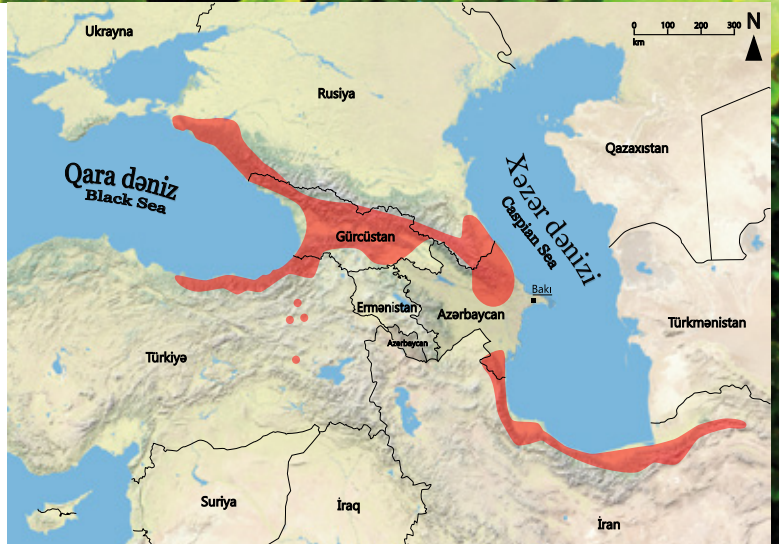 Ukrayna
0 100 200 300
km
N
Rusiya
Qazaxıstan
Qara dəniz
Black Sea
Xəzər dənizi
Caspian Sea
Gürcüstan
Bakı
Ermənistan
Azərbaycan
Azərbaycan
Türkmənistan
Türkiyə
Suriya
İraq
İran